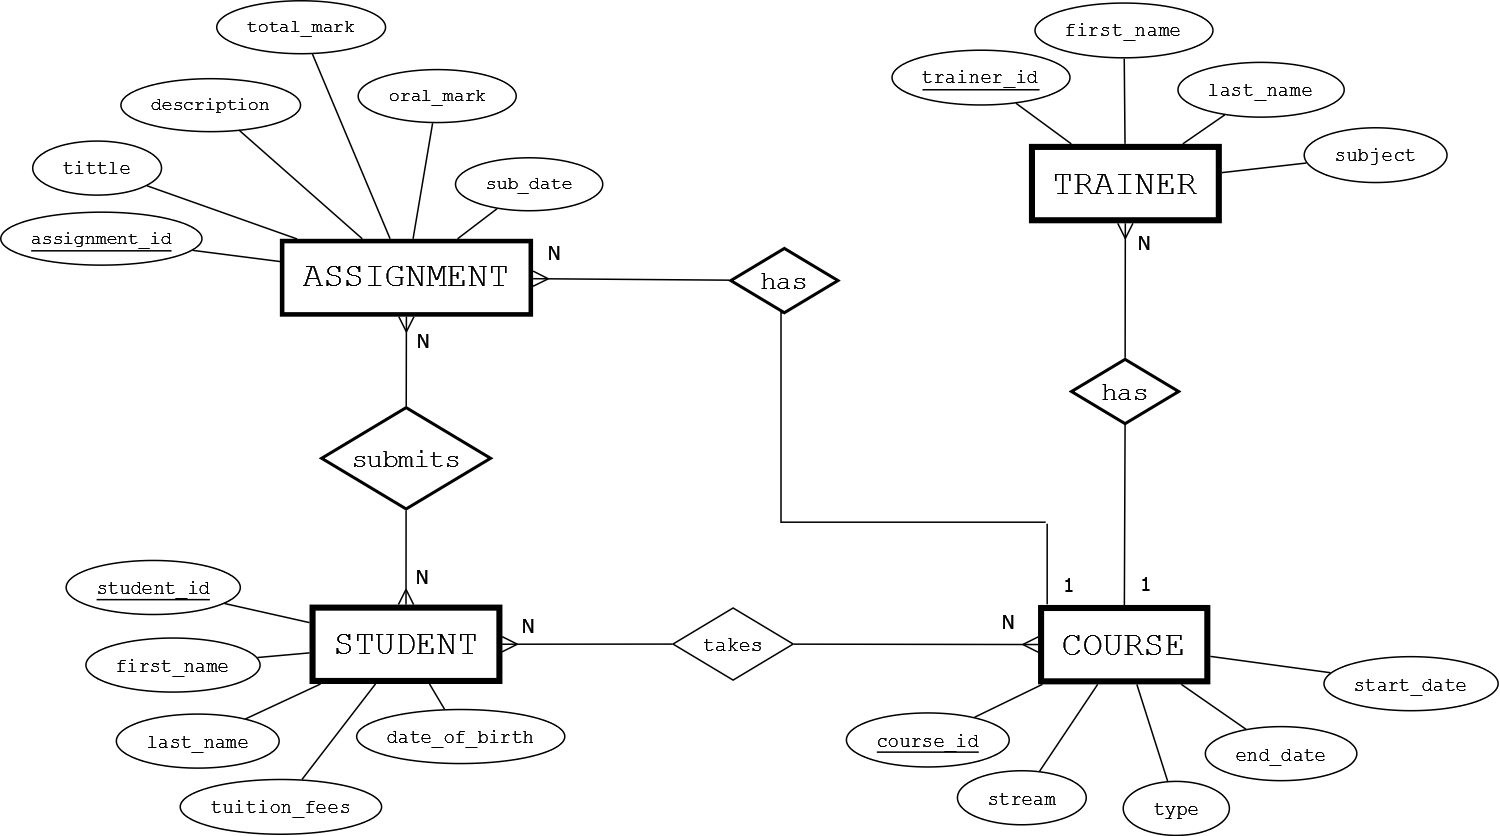 total_mark
first_name
trainer_id
last_name
oral_mark
description
subject
tittle
TRAINER
sub_date
assignment_id
N
N
ASSIGNMENT
has
N
has
submits
N
1
1
student_id
N
N
STUDENT
takes
COURSE
first_name
start_date
last_name
date_of_birth
course_id
end_date
stream
tuition_fees
type